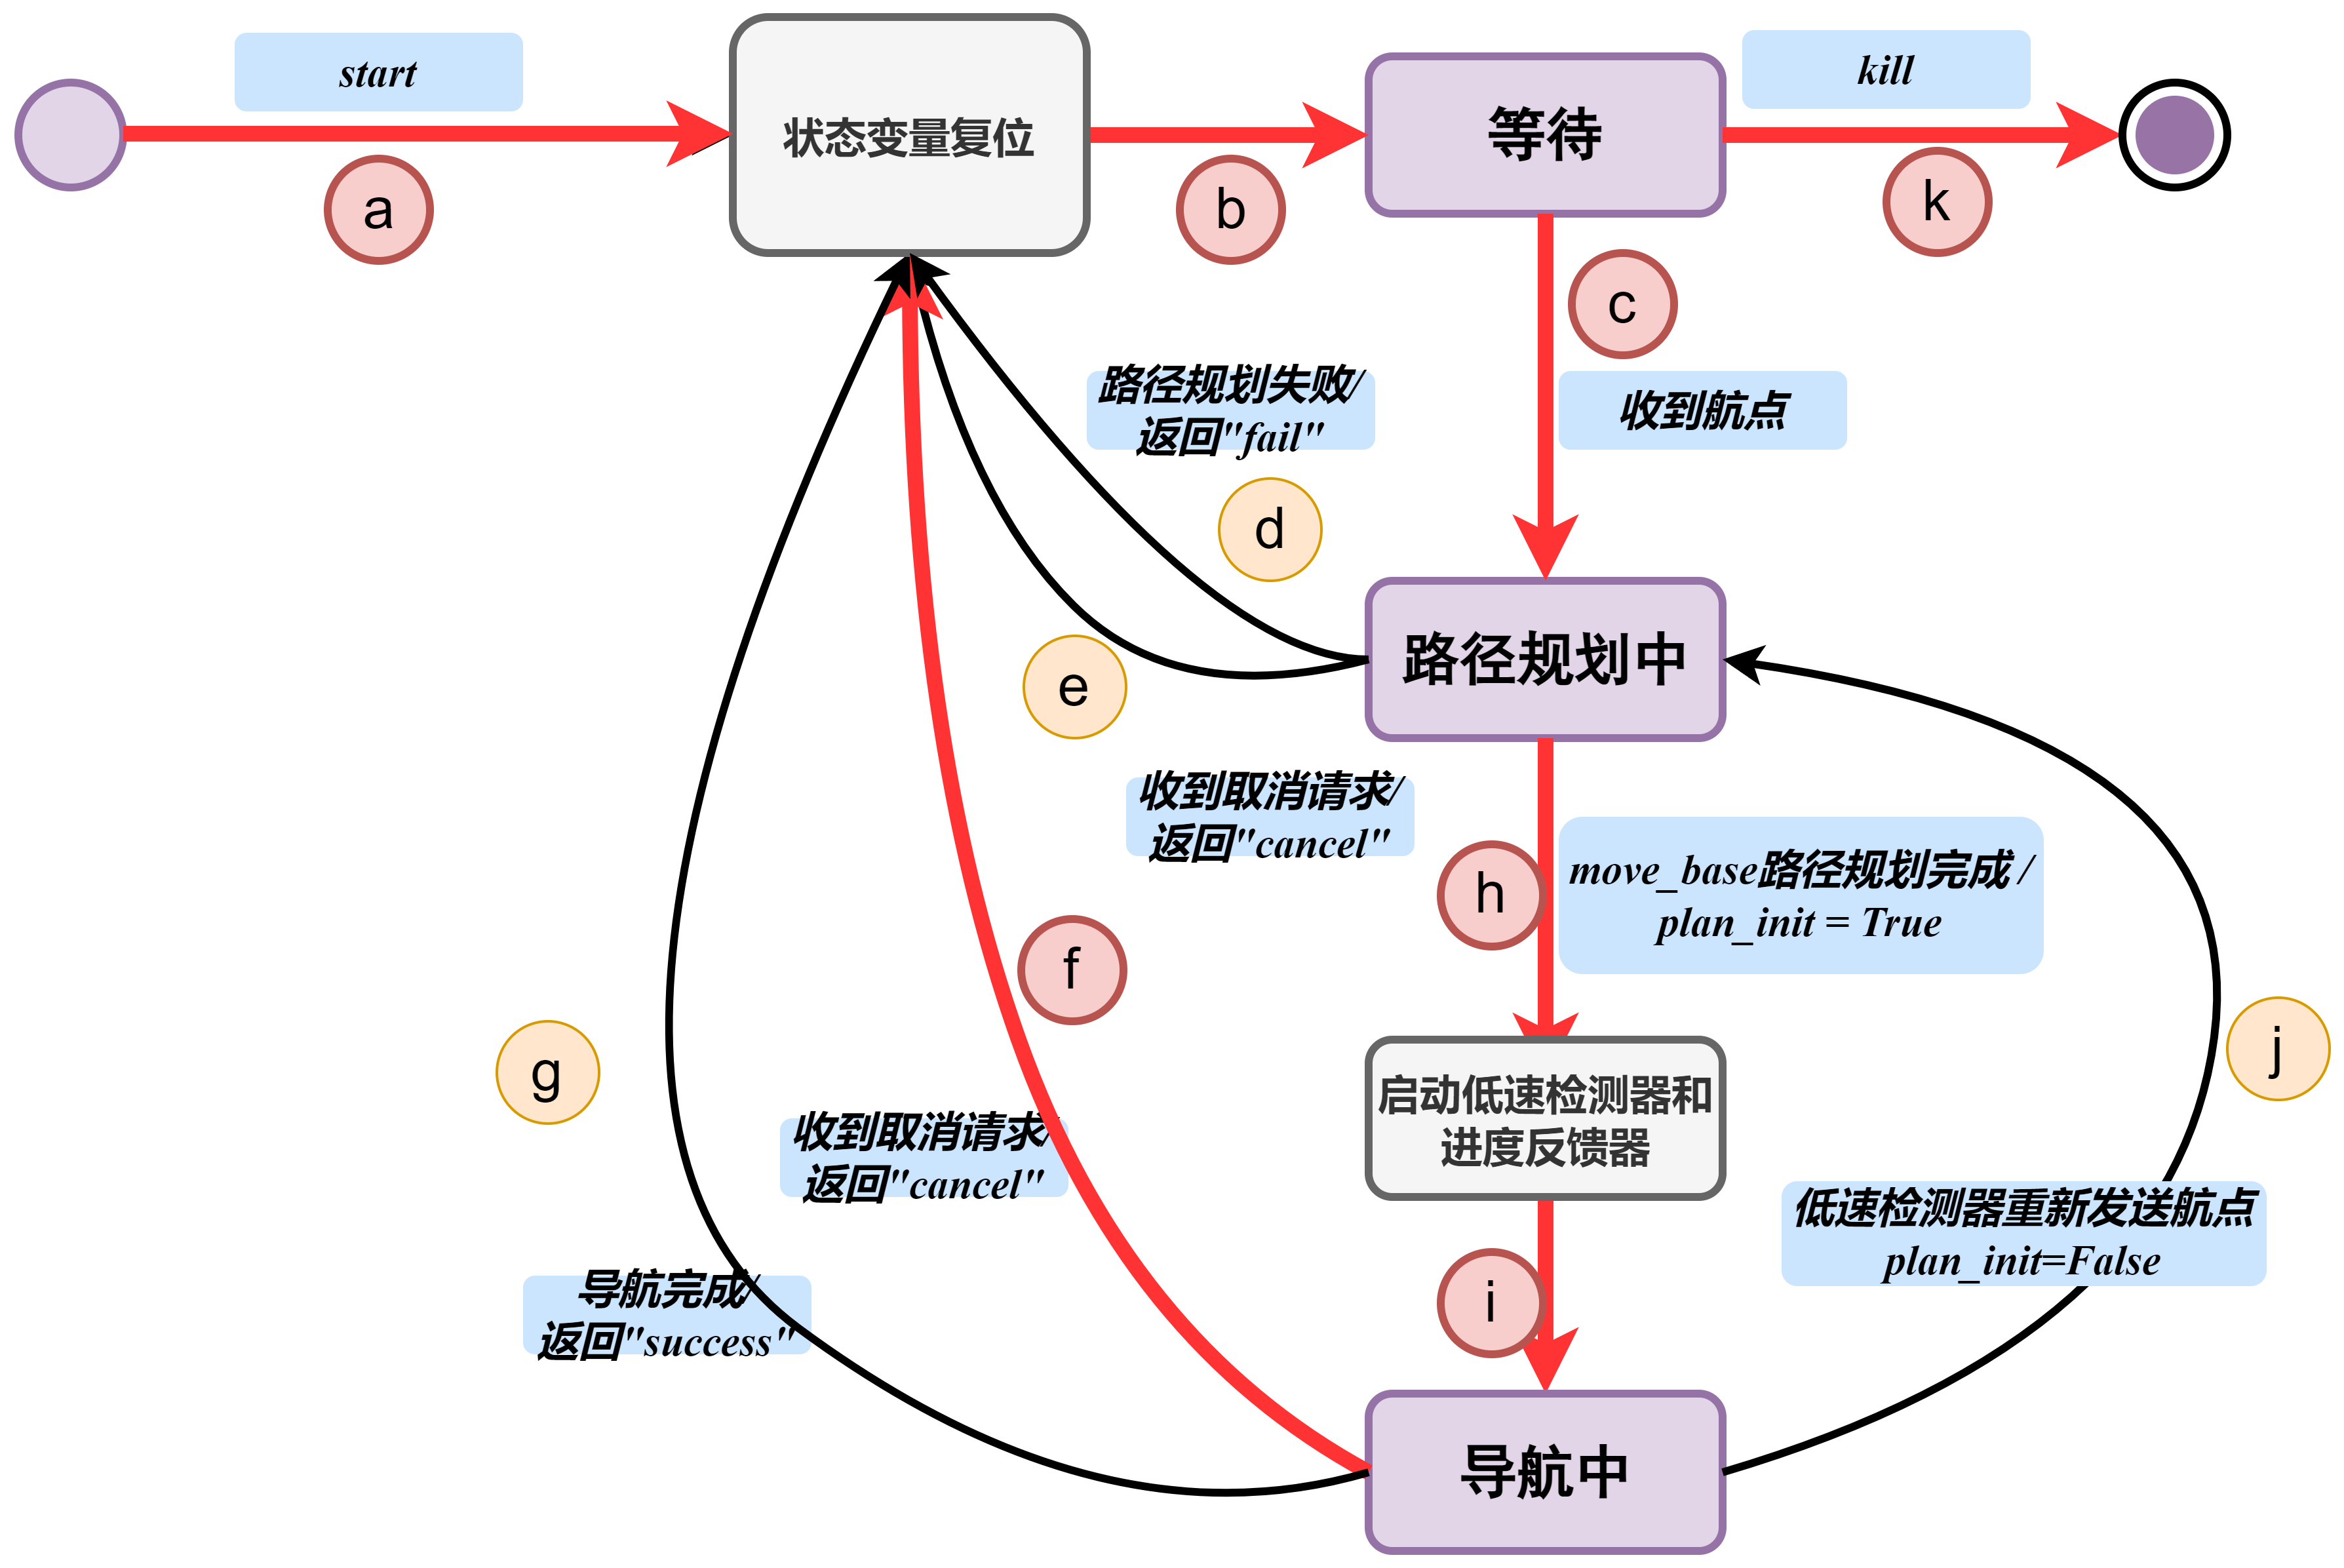 start
a
状态变量复位
b
等待
kill
k
c
路径规划失败/
返回"fail"
收到航点
d
路径规划中
e
收到取消请求/
返回"cancel"
h
move_base路径规划完成 /
plan_init = True
f
g
j
启动低速检测器和
进度反馈器
收到取消请求/
返回"cancel"
低速检测器重新发送航点
plan_init=False
导航完成/
返回"success"
i
导航中